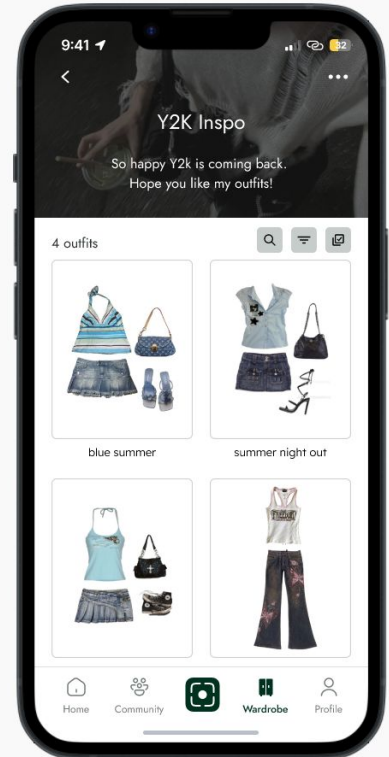 9:41
32
Y2K Inspo
So happy Y2k is coming back.
Hope you like my outfits!
4 outfits
blue summer
summer night out
Home
Community
Wardrobe
Profile